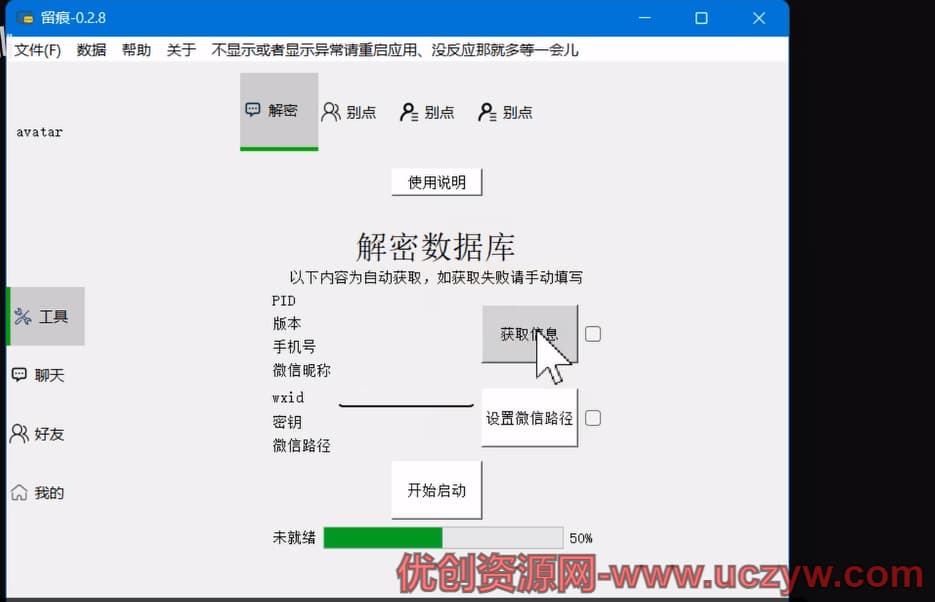 留痕-0.2.8
文件(F) 数据 帮助 关于 不显示或者显示异常请重启应用、没反应那就多等一会儿
解密 别点 别点 别点
avatar
使用说明
解密数据库
以下内容为自动获取，如获取失败请手动填写
PID
版本
获取信息
手机号
微信昵称
wxid
密钥
设置微信路径
微信路径
工具
聊天
好友
我的
开始启动
未就绪 50%
优创资源网-www.uczyw.com